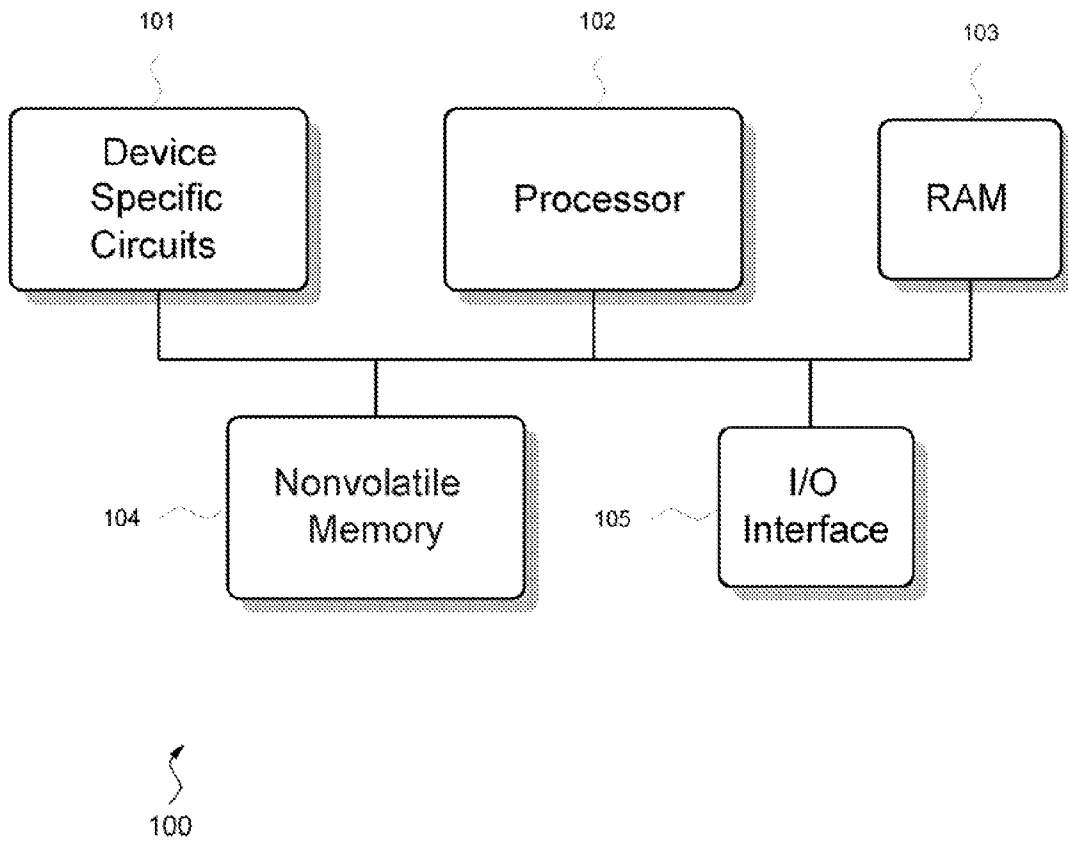 101
102
103
Device
Specific
Circuits
Processor
RAM
104
Nonvolatile
Memory
105
I/O
Interface
100